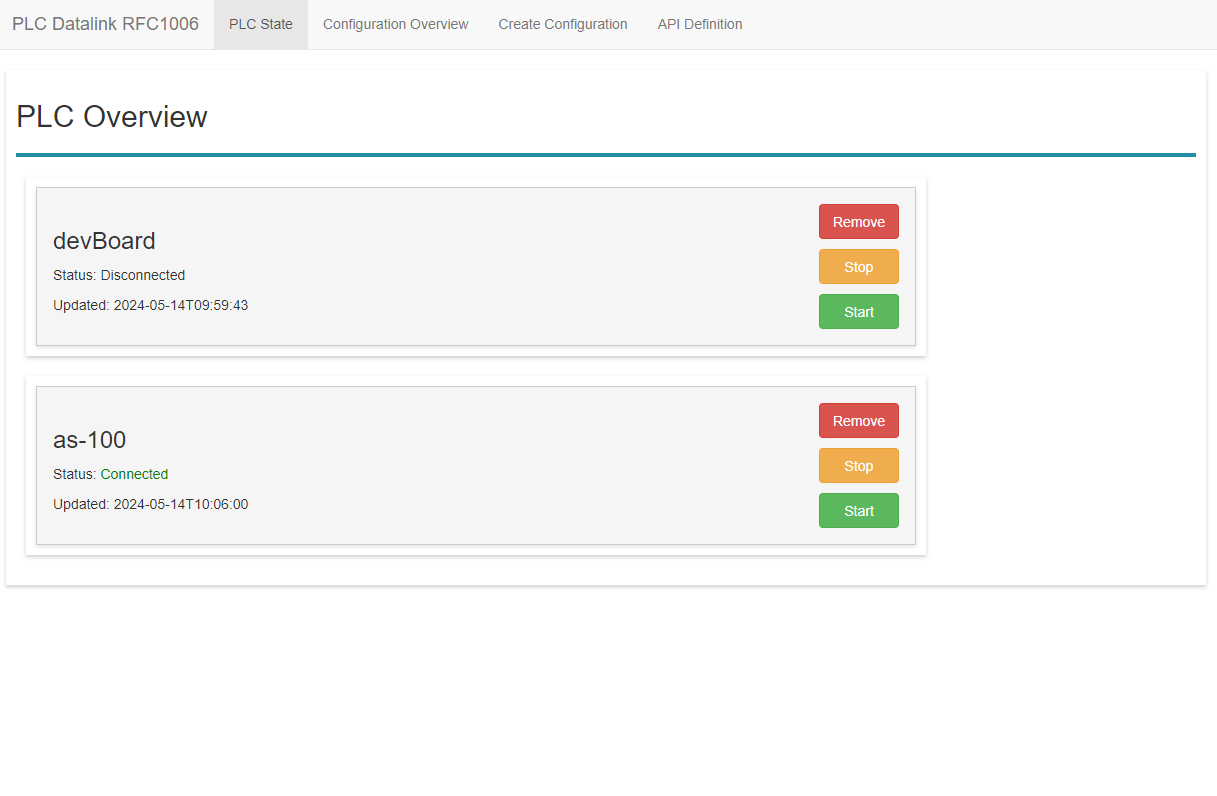 PLC Datalink RFC1006 PLC State Configuration Overview Create Configuration API Definition
PLC Overview
devBoard
Status: Disconnected
Updated: 2024-05-14T09:59:43
Remove
Stop
Start
as-100
Status: Connected
Updated: 2024-05-14T10:06:00
Remove
Stop
Start